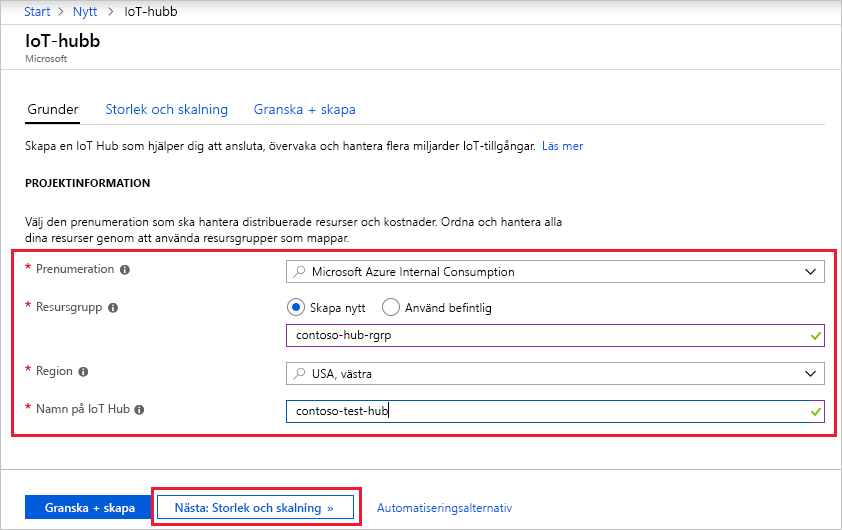 Start > Nytt > IoT-hubb
IoT-hubb
Microsoft
Grunder Storlek och skalning Granska + skapa
Skapa en IoT Hub som hjälper dig att ansluta, övervaka och hantera flera miljarder IoT-tillgångar. Läs mer
PROJEKTINFORMATION
Välj den prenumeration som ska hantera distribuerade resurser och kostnader. Ordna och hantera alla
dina resurser genom att använda resursgrupper som mappar.
* Prenumeration Microsoft Azure Internal Consumption
* Resursgrupp Skapa nytt Använd befintlig
contoso-hub-rgrp
* Region USA, västra
* Namn på IoT Hub contoso-test-hub
Granska + skapa Nästa: Storlek och skalning » Automatiseringsalternativ